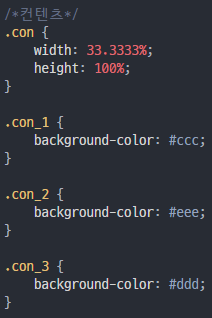 /*컨텐츠*/
.con {
    width: 33.3333%;
    height: 100%;
}

.con_1 {
    background-color: #ccc;
}

.con_2 {
    background-color: #eee;
}

.con_3 {
    background-color: #ddd;
}